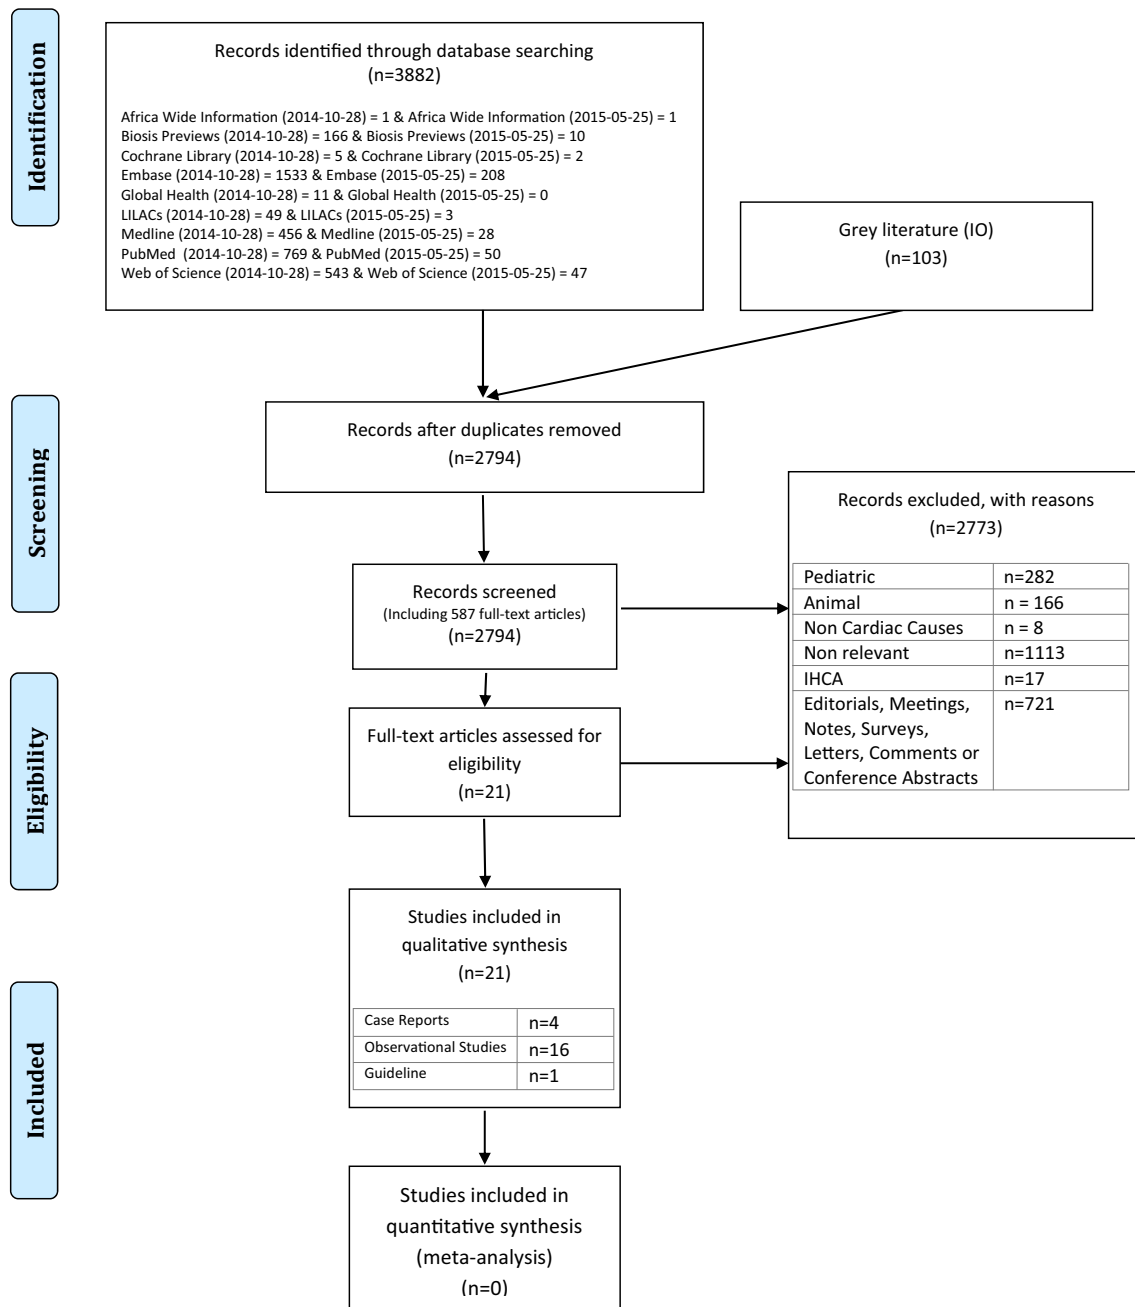 Identification
Records identified through database searching
(n=3882)
Africa Wide Information (2014-10-28) = 1 & Africa Wide Information (2015-05-25) = 1
Biosis Previews (2014-10-28) = 166 & Biosis Previews (2015-05-25) = 10
Cochrane Library (2014-10-28) = 5 & Cochrane Library (2015-05-25) = 2
Embase (2014-10-28) = 1533 & Embase (2015-05-25) = 208
Global Health (2014-10-28) = 11 & Global Health (2015-05-25) = 0
LILACs (2014-10-28) = 49 & LILACs (2015-05-25) = 3
Medline (2014-10-28) = 456 & Medline (2015-05-25) = 28
PubMed (2014-10-28) = 769 & PubMed (2015-05-25) = 50
Web of Science (2014-10-28) = 543 & Web of Science (2015-05-25) = 47
Grey literature (IO)
(n=103)
Screening
Records after duplicates removed
(n=2794)
Records screened
(Including 587 full-text articles)
(n=2794)
Records excluded, with reasons
(n=2773)
Pediatric n=282
Animal n = 166
Non Cardiac Causes n = 8
Non relevant n=1113
IHCA n=17
Editorials, Meetings, n=721
Notes, Surveys,
Letters, Comments or
Conference Abstracts
Eligibility
Full-text articles assessed for
eligibility
(n=21)
Included
Studies included in
qualitative synthesis
(n=21)
Case Reports n=4
Observational Studies n=16
Guideline n=1
Studies included in
quantitative synthesis
(meta-analysis)
(n=0)